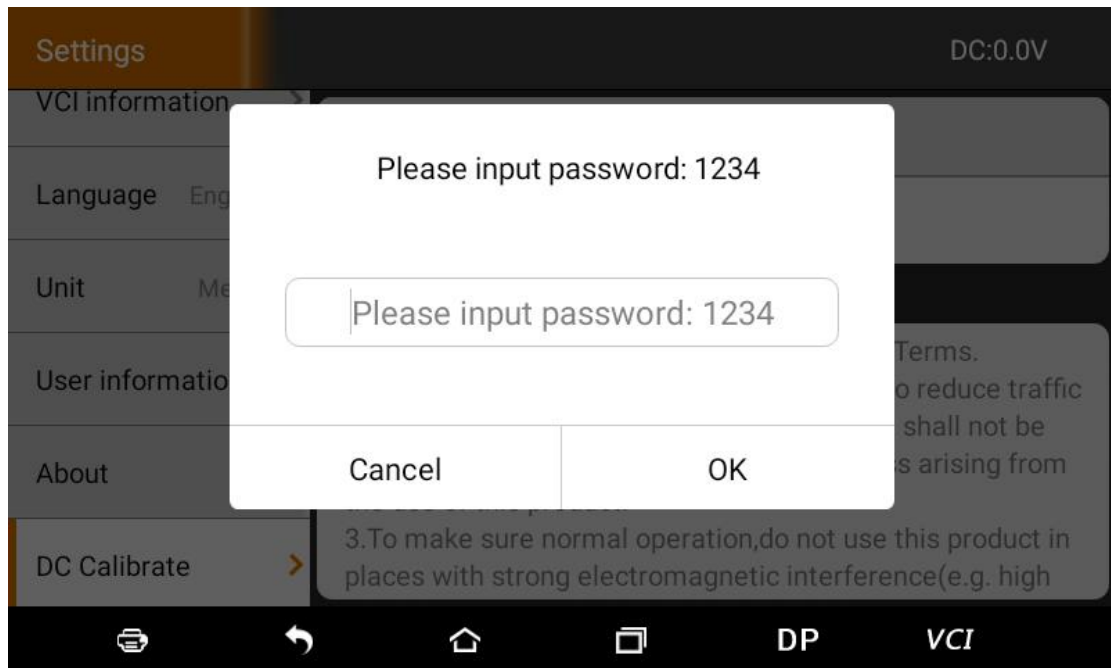 Settings
DC:0.0V
VCI information
Please input password: 1234
Language
Unit
Please input password: 1234
Terms.
User informatio
reduce traffic
shall not be
About
Cancel
OK
arising from
3.To make sure normal operation,do not use this product in
DC Calibrate
places with strong electromagnetic interference(e.g. high
DP
VCI